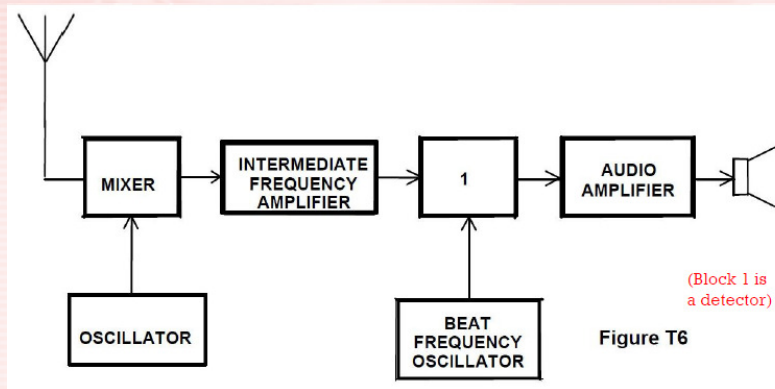 MIXER
INTERMEDIATE
FREQUENCY
AMPLIFIER
1
AUDIO
AMPLIFIER
OSCILLATOR
BEAT
FREQUENCY
OSCILLATOR
(Block 1 is
a detector)
Figure T6